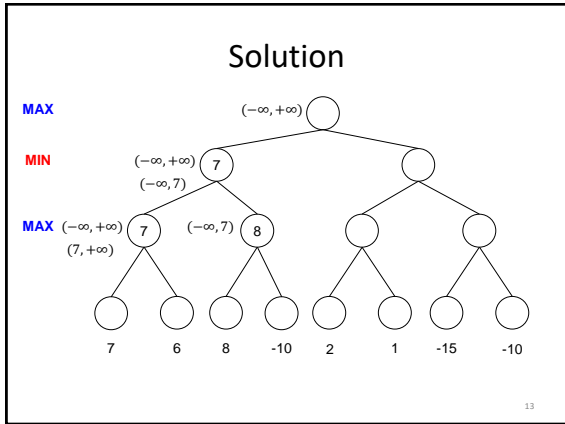 Solution
MAX (−∞, +∞)
MIN (−∞, +∞) 7
(−∞, 7)
MAX (−∞, +∞) 7 (−∞, 7) 8
(7, +∞)
7 6 8 -10 2 1 -15 -10
13